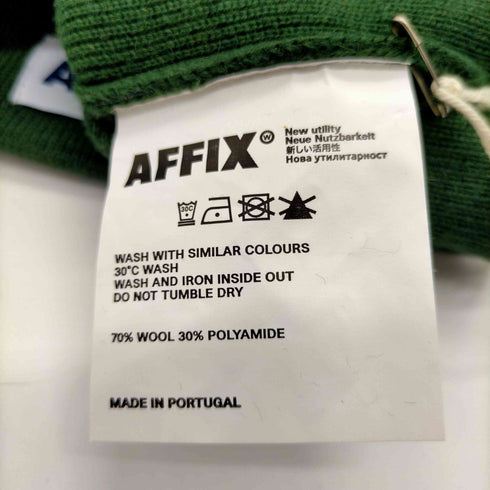 AFFIX
New utility
Neue Nutzbarkeit
新しい活用性
Нова утилитарност
30C
WASH WITH SIMILAR COLOURS
30°C WASH
WASH AND IRON INSIDE OUT
DO NOT TUMBLE DRY
70% WOOL 30% POLYAMIDE
MADE IN PORTUGAL